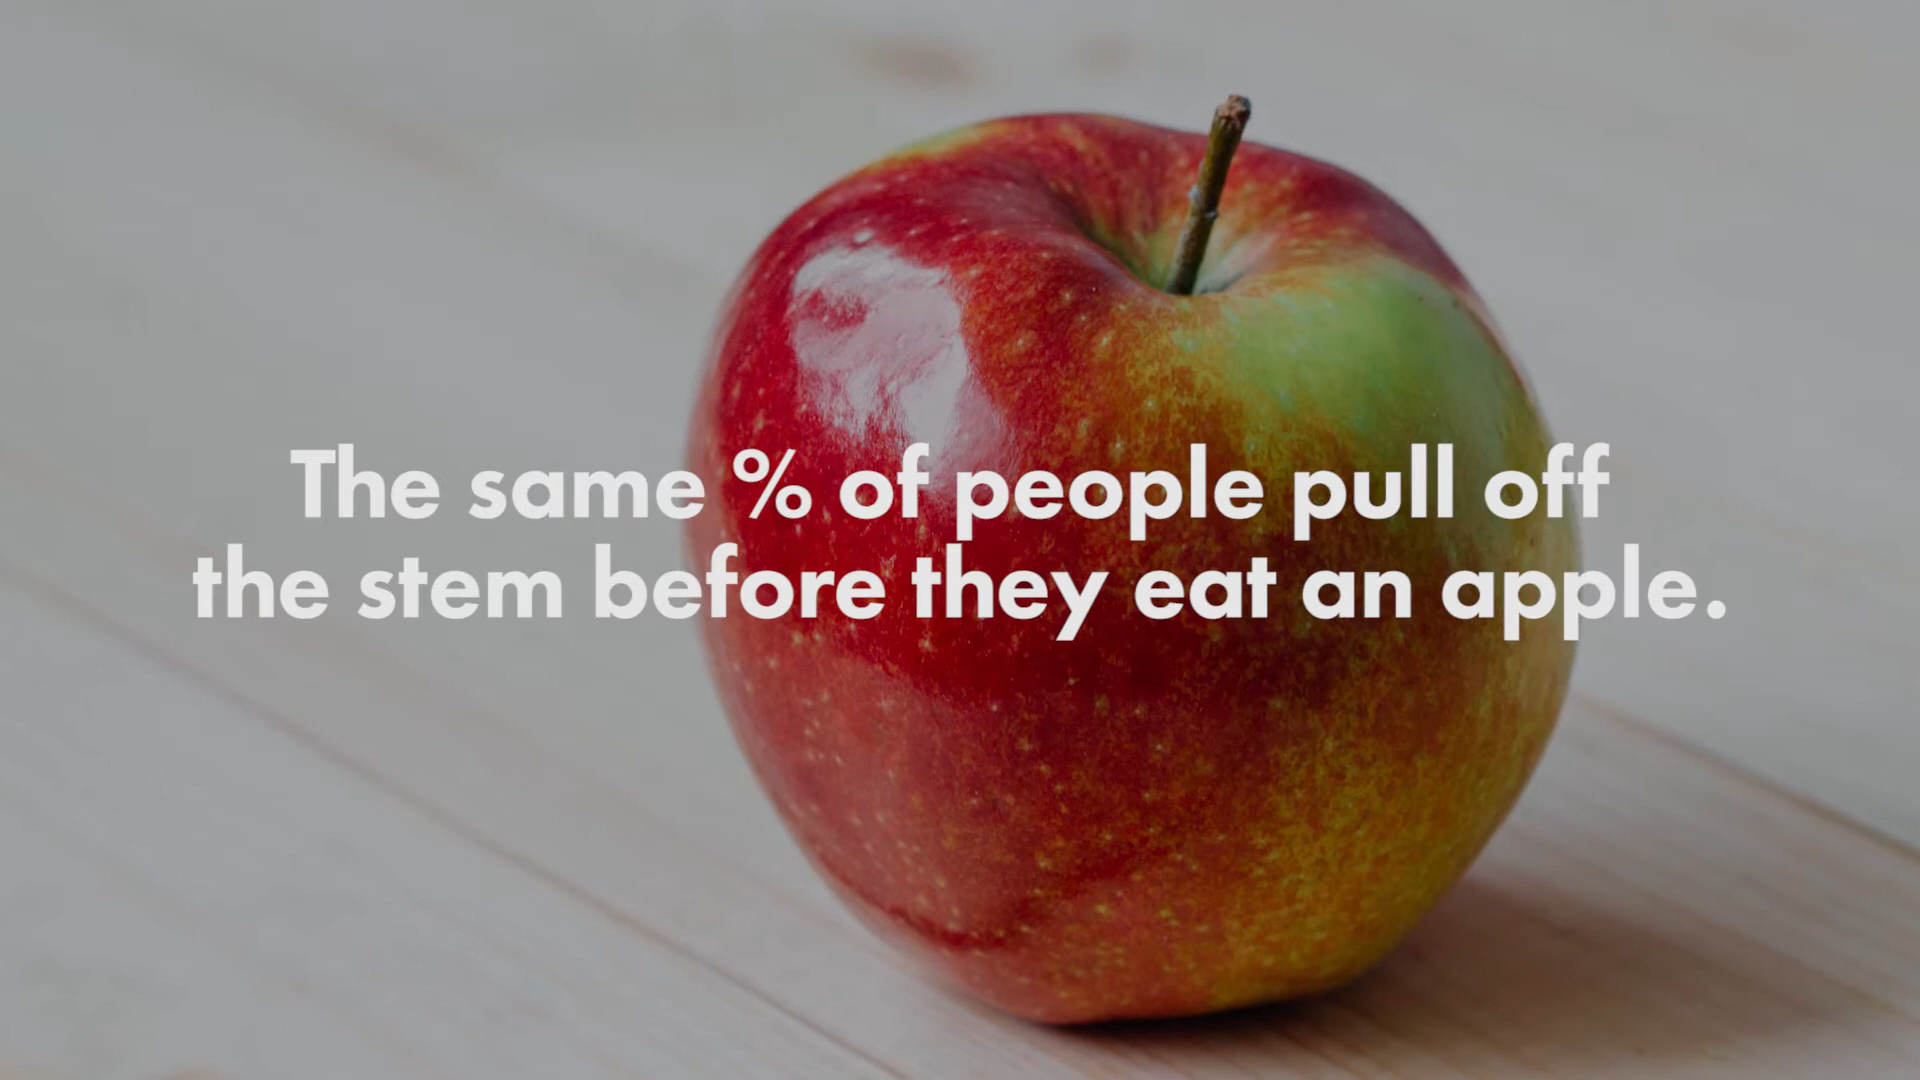 The same % of people pull off
the stem before they eat an apple.